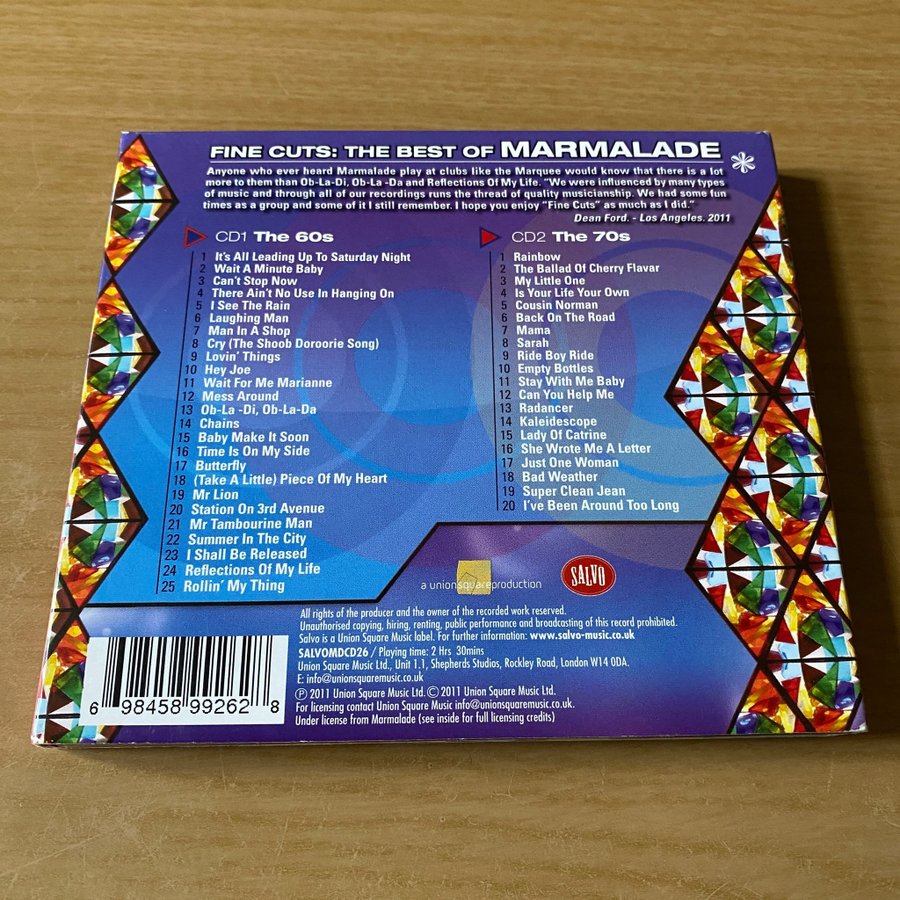 FINE CUTS: THE BEST OF MARMALADE
Anyone who ever heard Marmalade play at clubs like the Marquee would know that there is a lot
more to them than Ob-La-Di, Ob-La -Da and Reflections Of My Life. "We were influenced by many types
of music and through all of our recordings runs the thread of quality musicianship. We had some fun
times as a group and some of it I still remember. I hope you enjoy "Fine Cuts" as much as I did."
Dean Ford. - Los Angeles. 2011
CD1 The 60s
1 It's All Leading Up To Saturday Night
2 Wait A Minute Baby
3 Can't Stop Now
4 There Ain't No Use In Hanging On
5 I See The Rain
6 Laughing Man
7 Man In A Shop
8 Cry (The Shoob Doroorie Song)
9 Lovin' Things
10 Hey Joe
11 Wait For Me Marianne
12 Mess Around
13 Ob-La -Di, Ob-La-Da
14 Chains
15 Baby Make It Soon
16 Time Is On My Side
17 Butterfly
18 (Take A Little) Piece Of My Heart
19 Mr Lion
20 Station On 3rd Avenue
21 Mr Tambourine Man
22 Summer In The City
23 I Shall Be Released
24 Reflections Of My Life
25 Rollin' My Thing
CD2 The 70s
1 Rainbow
2 The Ballad Of Cherry Flavar
3 My Little One
4 Is Your Life Your Own
5 Cousin Norman
6 Back On The Road
7 Mama
8 Sarah
9 Ride Boy Ride
10 Empty Bottles
11 Stay With Me Baby
12 Can You Help Me
13 Radancer
14 Kaleidescope
15 Lady Of Catrine
16 She Wrote Me A Letter
17 Just One Woman
18 Bad Weather
19 Super Clean Jean
20 I've Been Around Too Long
a unionsquareproduction
SALVO
All rights of the producer and the owner of the recorded work reserved.
Unauthorised copying, hiring, renting, public performance and broadcasting of this record prohibited.
Salvo is a Union Square Music label. For further information: www.salvo-music.co.uk
SALVOMDCD26 / Playing time: 2 Hrs 30mins
Union Square Music Ltd., Unit 1.1, Shepherds Studios, Rockley Road, London W14 0DA.
E: info@unionsquaremusic.co.uk
℗ 2011 Union Square Music Ltd. © 2011 Union Square Music Ltd.
For licensing contact Union Square Music info@unionsquaremusic.co.uk.
Under license from Marmalade (see inside for full licensing credits)
6 98458 99262 8